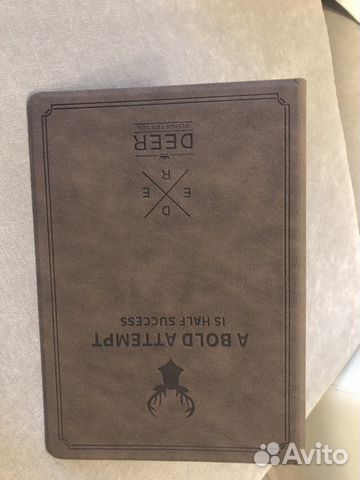 A BOLD ATTEMPT
IS HALF SUCCESS
D
E E
R
DEER
DESIGN FOR YOU
Avito